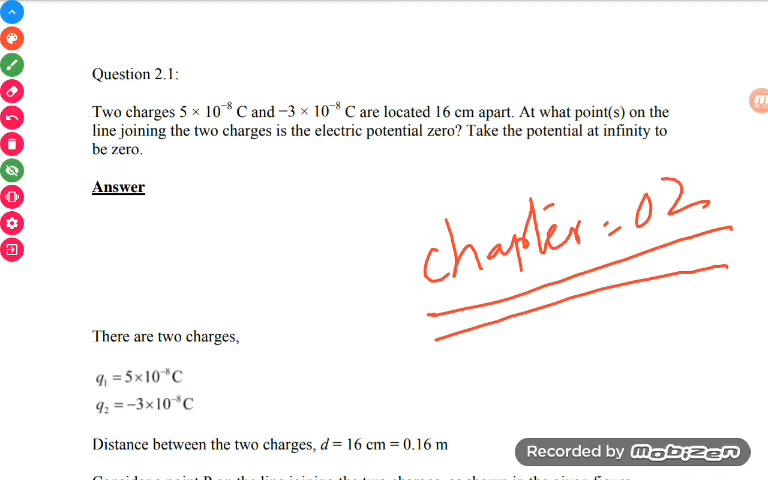 Question 2.1:
Two charges 5 × 10⁻⁸ C and −3 × 10⁻⁸ C are located 16 cm apart. At what point(s) on the
line joining the two charges is the electric potential zero? Take the potential at infinity to
be zero.
Answer
chapter = 02
There are two charges,
q₁ = 5×10⁻⁸ C
q₂ = −3×10⁻⁸ C
Distance between the two charges, d = 16 cm = 0.16 m
Recorded by mobizen